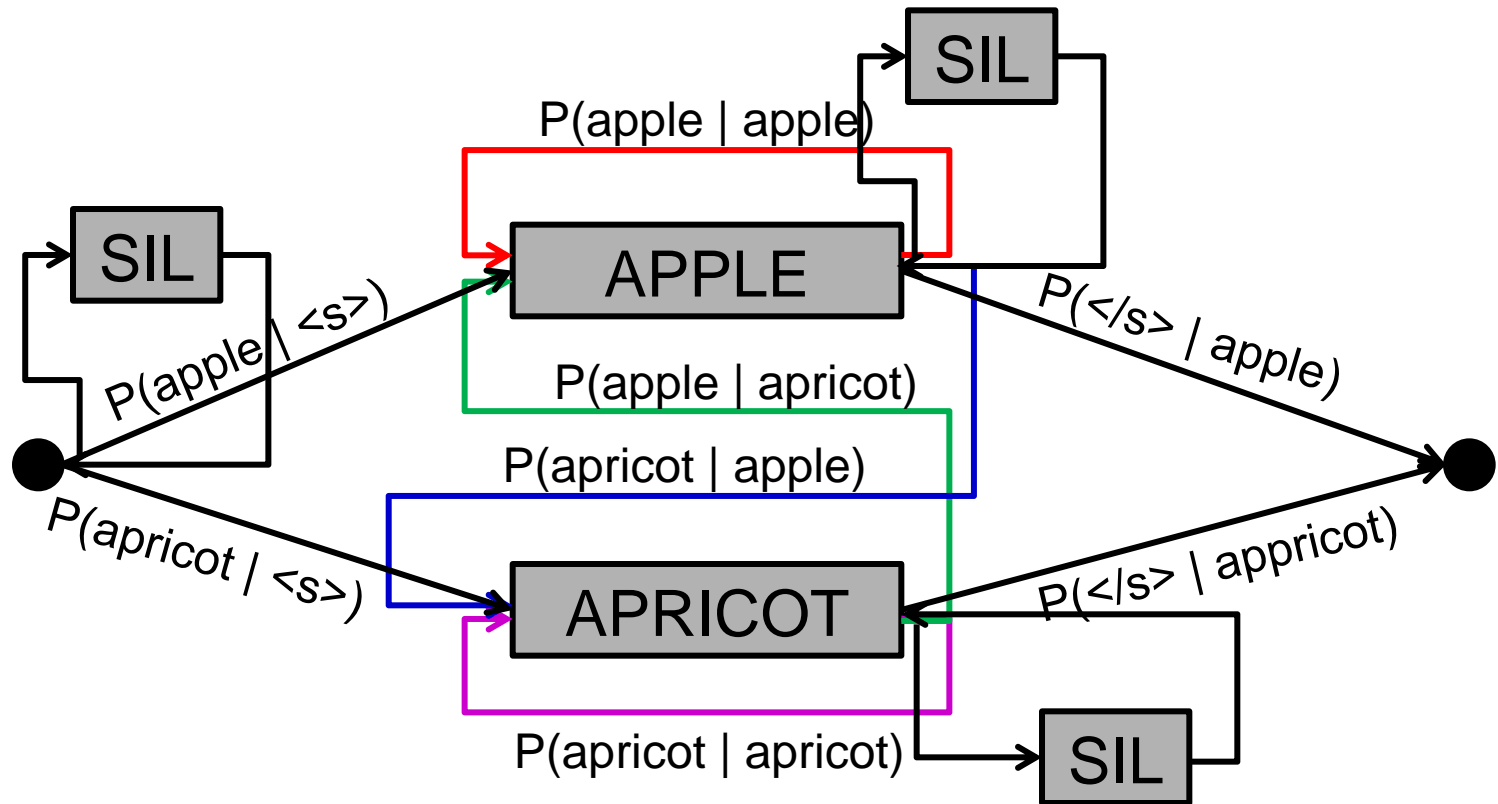 SIL
P(apple | apple)
SIL
APPLE
P(apple | <s>)
P(</s> | apple)
P(apple | apricot)
P(apricot | apple)
P(apricot | <s>)
P(</s> | appricot)
APRICOT
P(apricot | apricot)
SIL